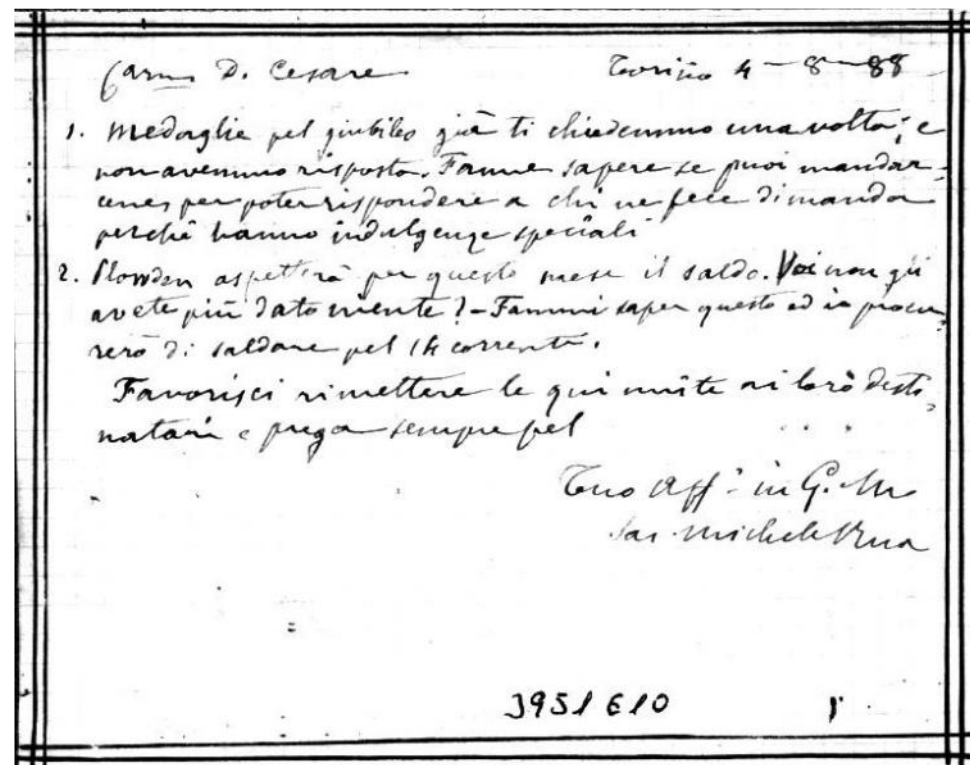 Carmo D. Cesare Torino 4-8-88
1. Medaglie pel giubileo già ti chiedemmo una volta; e
non avemmo risposta. Fanne sapere se puoi mandar-
cene, per poter rispondere a chi ne fece dimanda
perchè hanno indulgenze speciali
2. Plowden aspetterà per questo mese il saldo. Voi non gli
avete più dato niente? - Fammi saper questo ed io procu-
rerò di saldare pel 14 corrente.
Favorisci rimettere le qui unite ai loro desti-
natari e prega sempre pel
Tuo Aff. in G. M.
Sac. Michele Rua
3951 E10